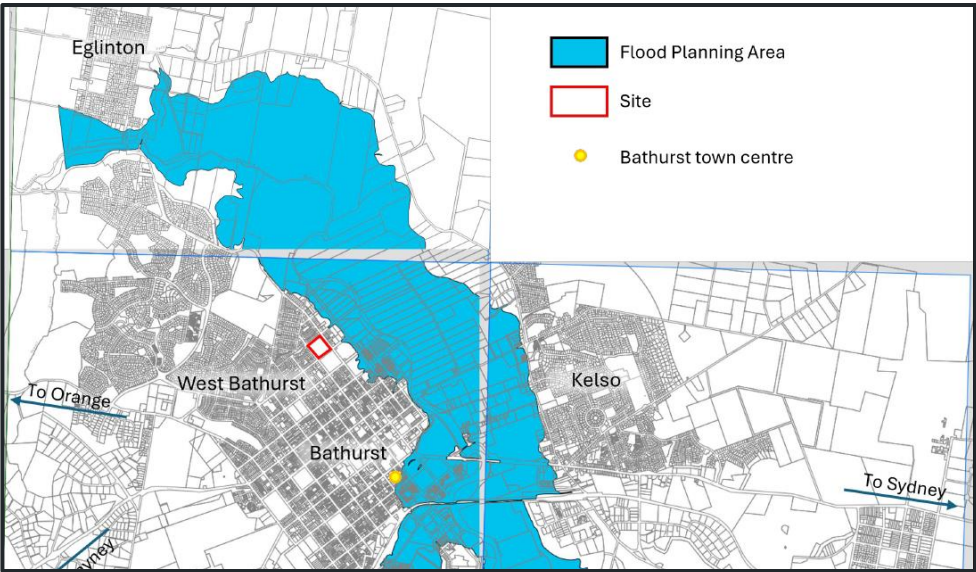 Eglinton
Flood Planning Area
Site
Bathurst town centre
West Bathurst
Kelso
To Orange
Bathurst
To Sydney